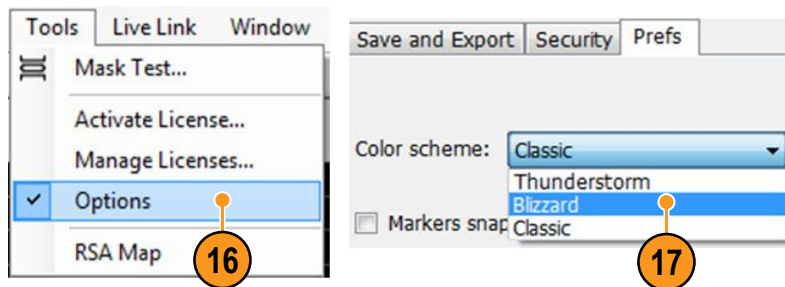 Tools Live Link Window
Mask Test...
Activate License...
Manage Licenses...
Options
RSA Map
16
Save and Export Security Prefs
Color scheme: Classic
Thunderstorm
Blizzard
Markers snap Classic
17